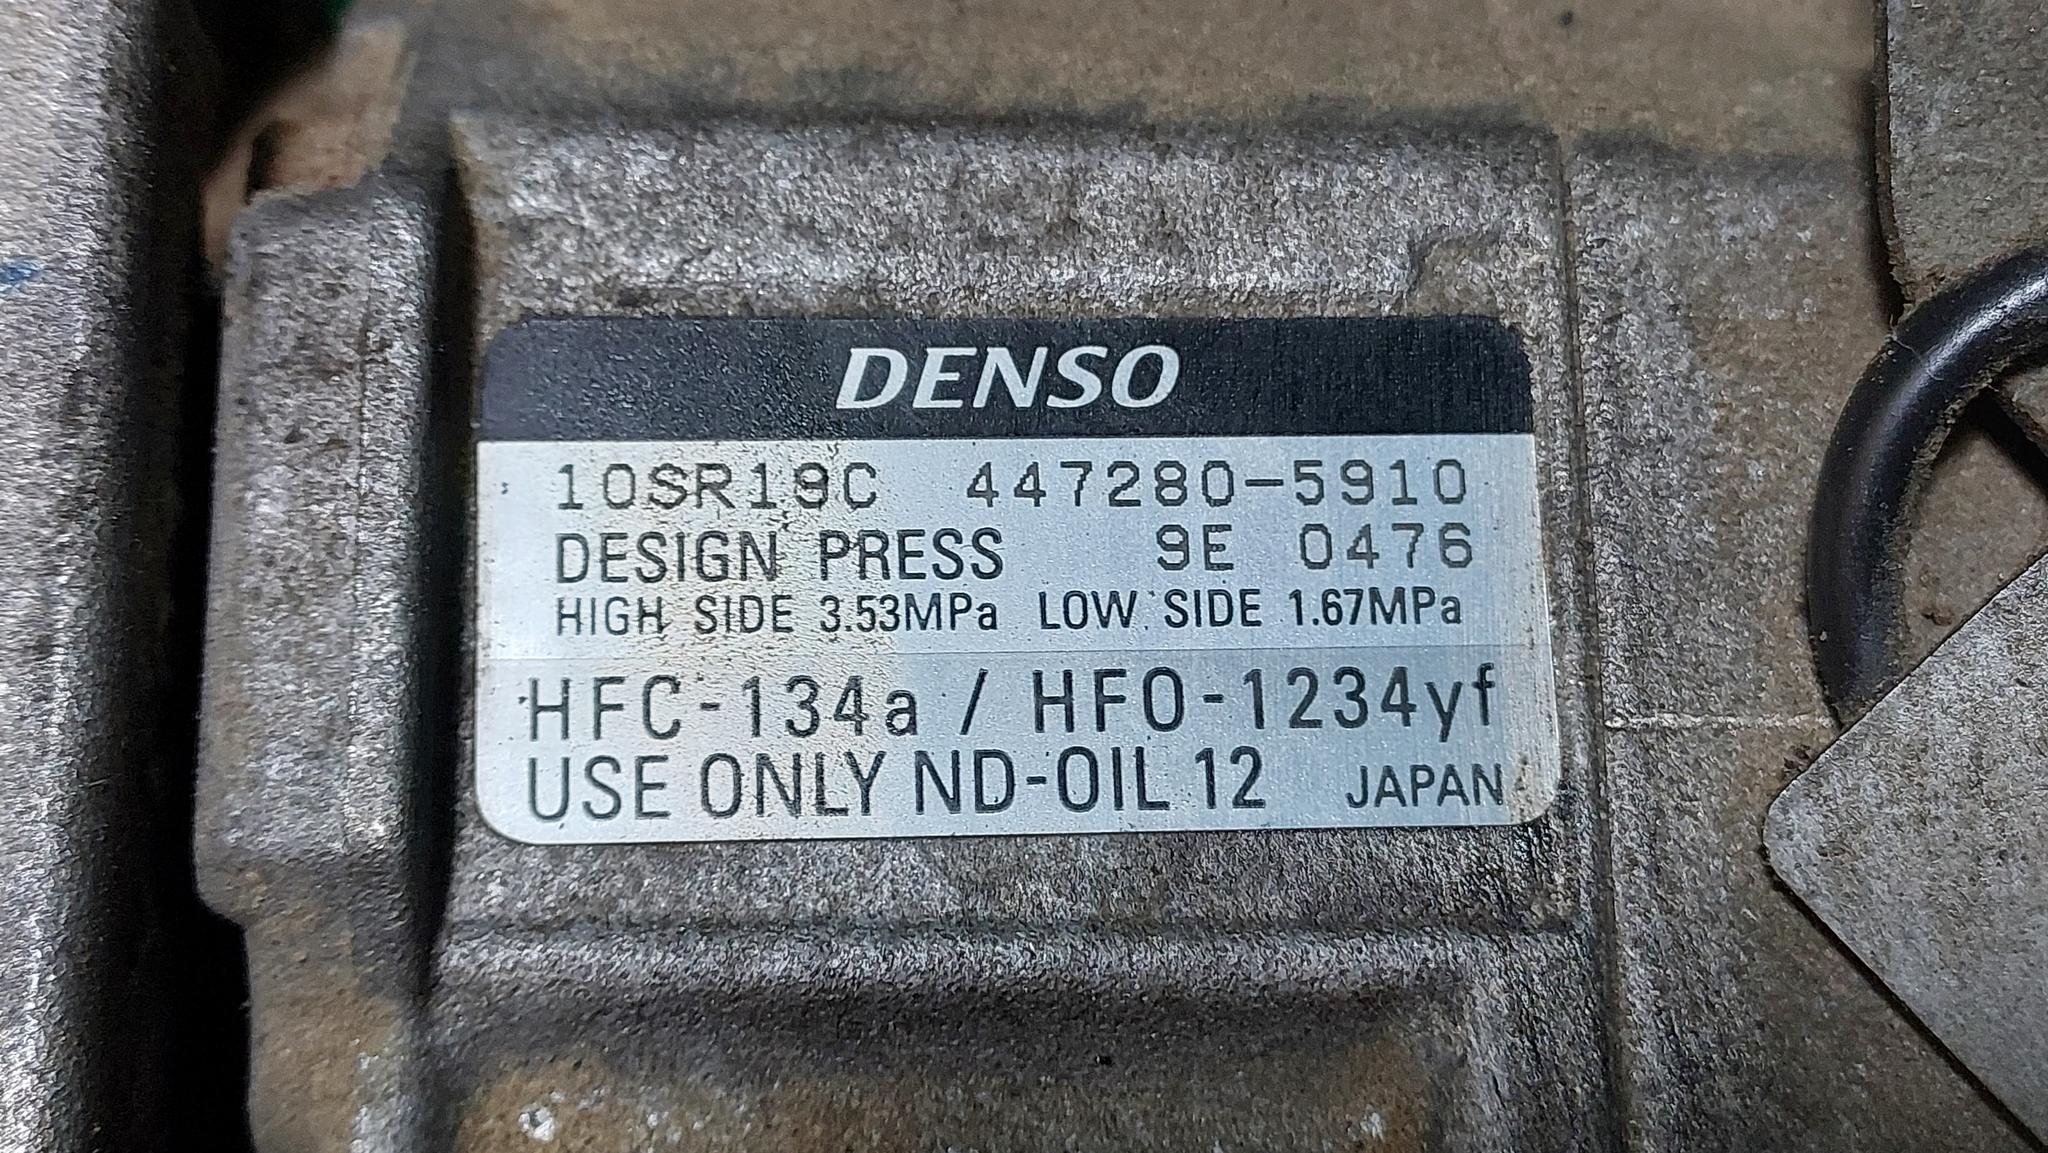 DENSO
10SR19C 447280-5910
DESIGN PRESS 9E 0476
HIGH SIDE 3.53MPa LOW SIDE 1.67MPa
HFC-134a / HFO-1234yf
USE ONLY ND-OIL 12 JAPAN